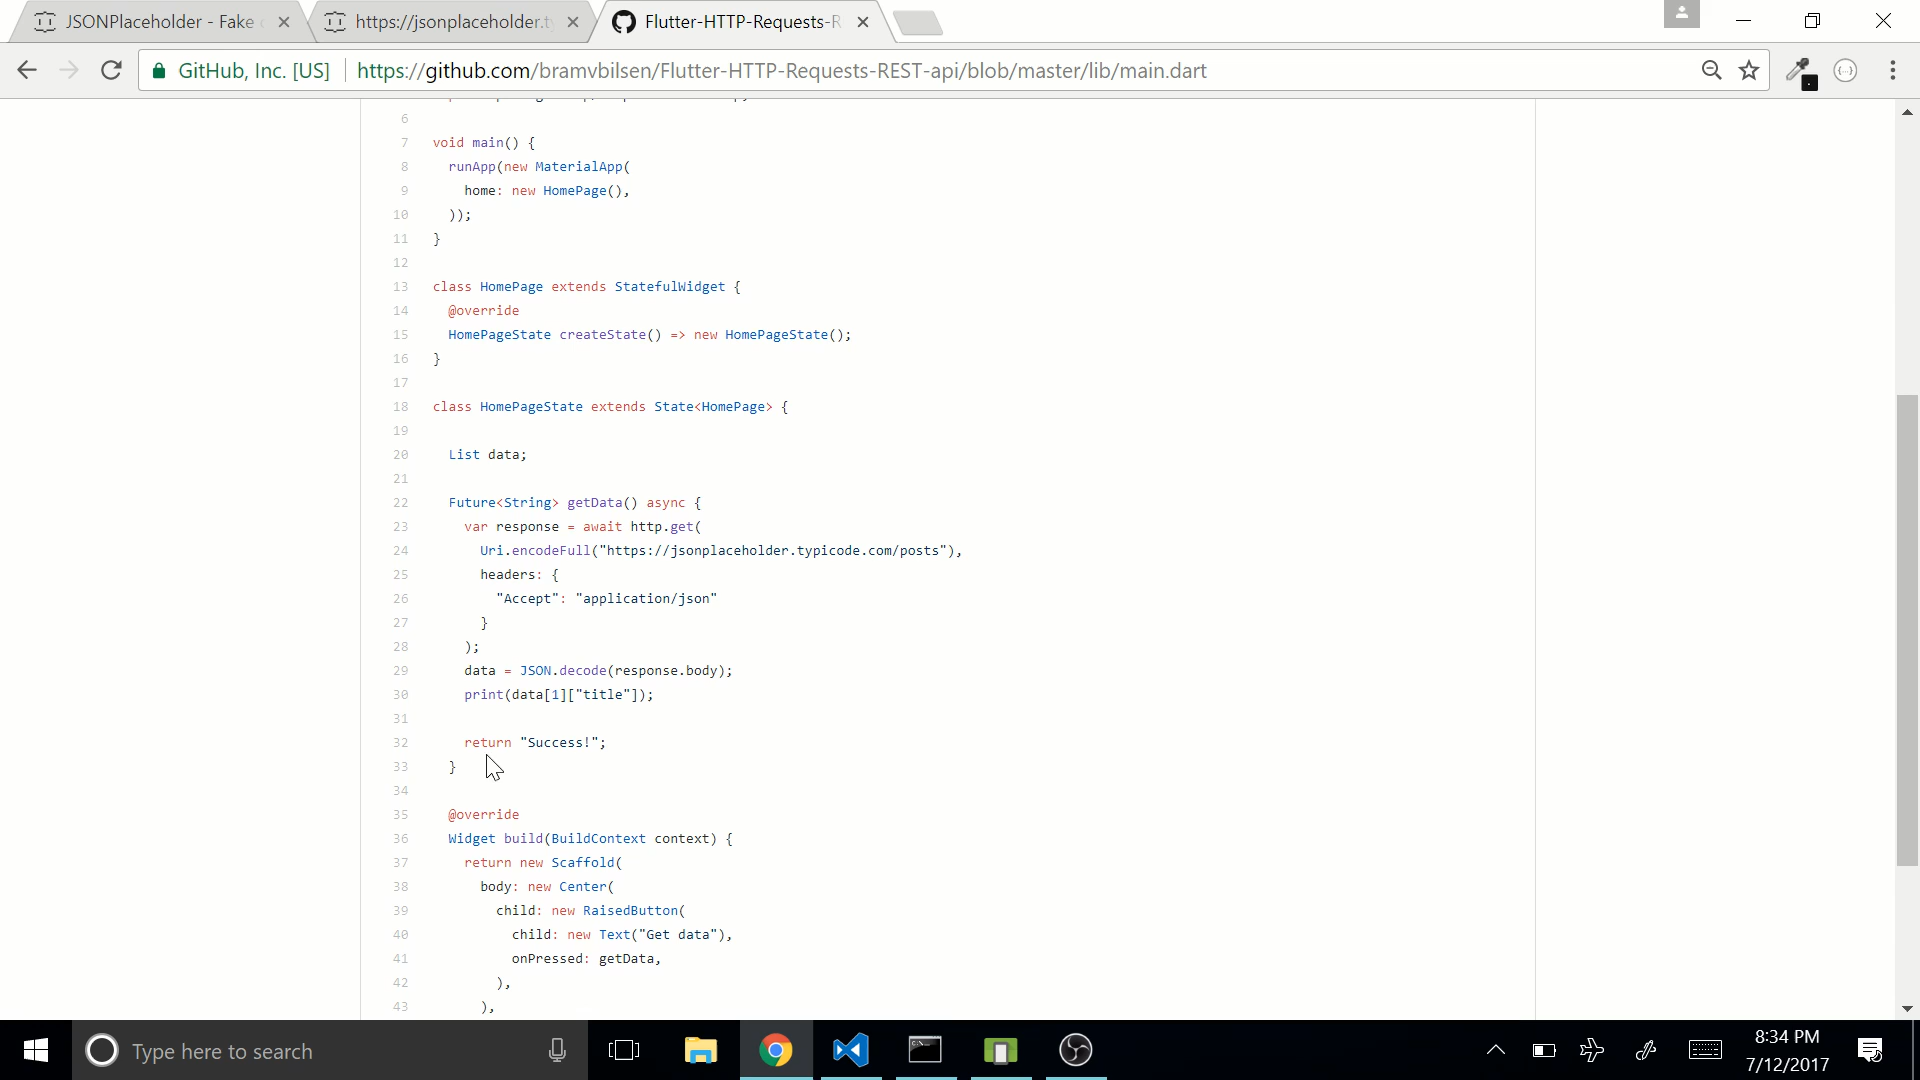 JSONPlaceholder - Fake
https://jsonplaceholder.ty
Flutter-HTTP-Requests-R
GitHub, Inc. [US]
https://github.com/bramvbilsen/Flutter-HTTP-Requests-REST-api/blob/master/lib/main.dart
6
7 void main() {
8 runApp(new MaterialApp(
9 home: new HomePage(),
10 ));
11 }
12
13 class HomePage extends StatefulWidget {
14 @override
15 HomePageState createState() => new HomePageState();
16 }
17
18 class HomePageState extends State<HomePage> {
19
20 List data;
21
22 Future<String> getData() async {
23 var response = await http.get(
24 Uri.encodeFull("https://jsonplaceholder.typicode.com/posts"),
25 headers: {
26 "Accept": "application/json"
27 }
28 );
29 data = JSON.decode(response.body);
30 print(data[1]["title"]);
31
32 return "Success!";
33 }
34
35 @override
36 Widget build(BuildContext context) {
37 return new Scaffold(
38 body: new Center(
39 child: new RaisedButton(
40 child: new Text("Get data"),
41 onPressed: getData,
42 ),
43 ),
Type here to search
8:34 PM
7/12/2017